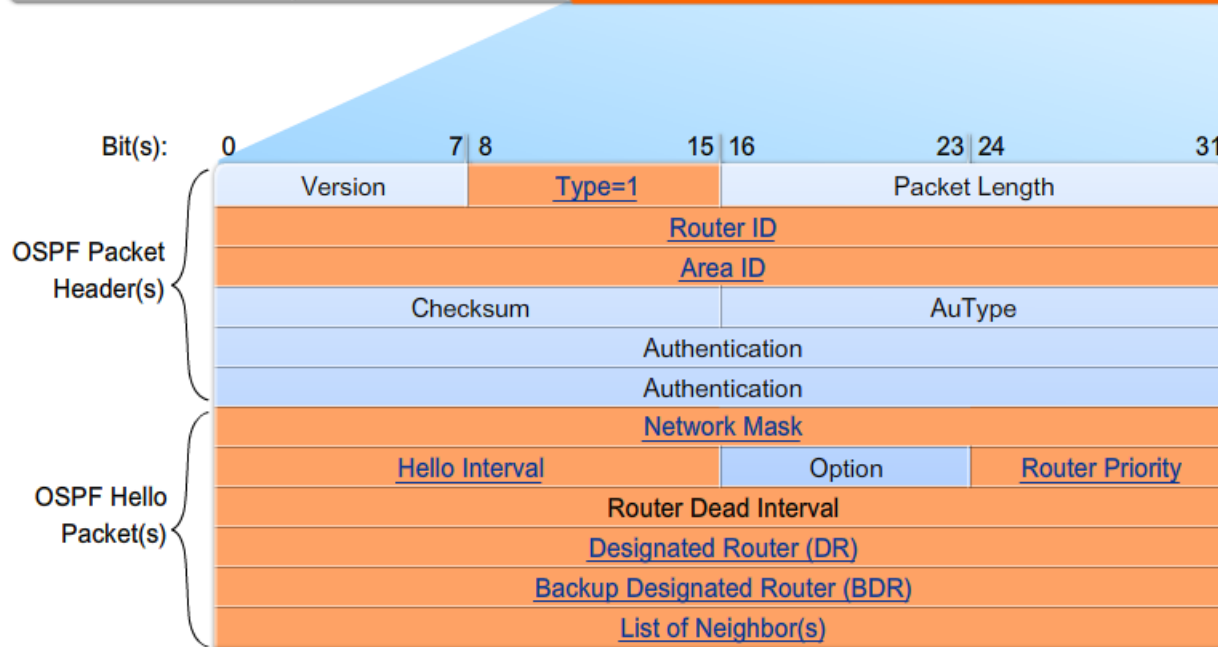 Bit(s): 0 7 8 15 16 23 24 31
Version Type=1 Packet Length
Router ID
Area ID
OSPF Packet
Header(s)
Checksum AuType
Authentication
Authentication
Network Mask
Hello Interval Option Router Priority
OSPF Hello
Packet(s)
Router Dead Interval
Designated Router (DR)
Backup Designated Router (BDR)
List of Neighbor(s)